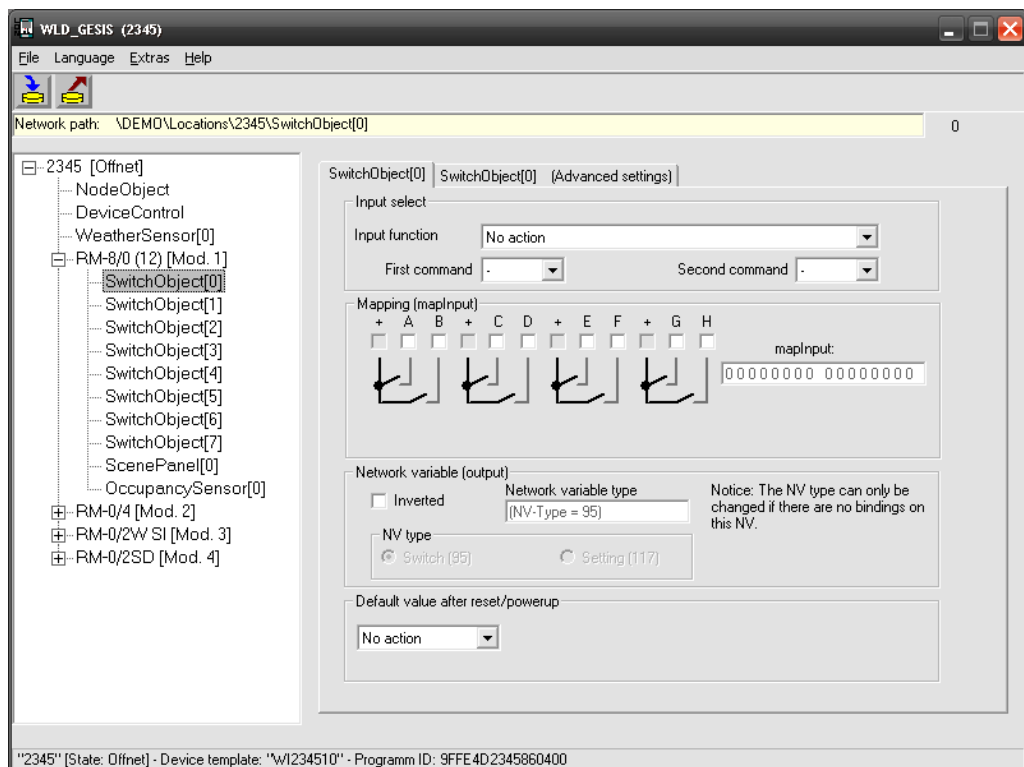 WLD_GESIS (2345)
File Language Extras Help
Network path: \DEMO\Locations\2345\SwitchObject[0]
0
2345 [Offnet]
NodeObject
DeviceControl
WeatherSensor[0]
RM-8/0 (12) [Mod. 1]
SwitchObject[0]
SwitchObject[1]
SwitchObject[2]
SwitchObject[3]
SwitchObject[4]
SwitchObject[5]
SwitchObject[6]
SwitchObject[7]
ScenePanel[0]
OccupancySensor[0]
RM-0/4 [Mod. 2]
RM-0/2W SI [Mod. 3]
RM-0/2SD [Mod. 4]
SwitchObject[0] SwitchObject[0] (Advanced settings)
Input select
Input function No action
First command - Second command -
Mapping (mapInput)
+ A B + C D + E F + G H
mapInput:
00000000 00000000
Network variable (output)
Inverted
Network variable type
(NV-Type = 95)
Notice: The NV type can only be
changed if there are no bindings on
this NV.
NV type
Switch (95) Setting (117)
Default value after reset/powerup
No action
"2345" [State: Offnet] - Device template: "WI234510" - Programm ID: 9FFE4D2345860400